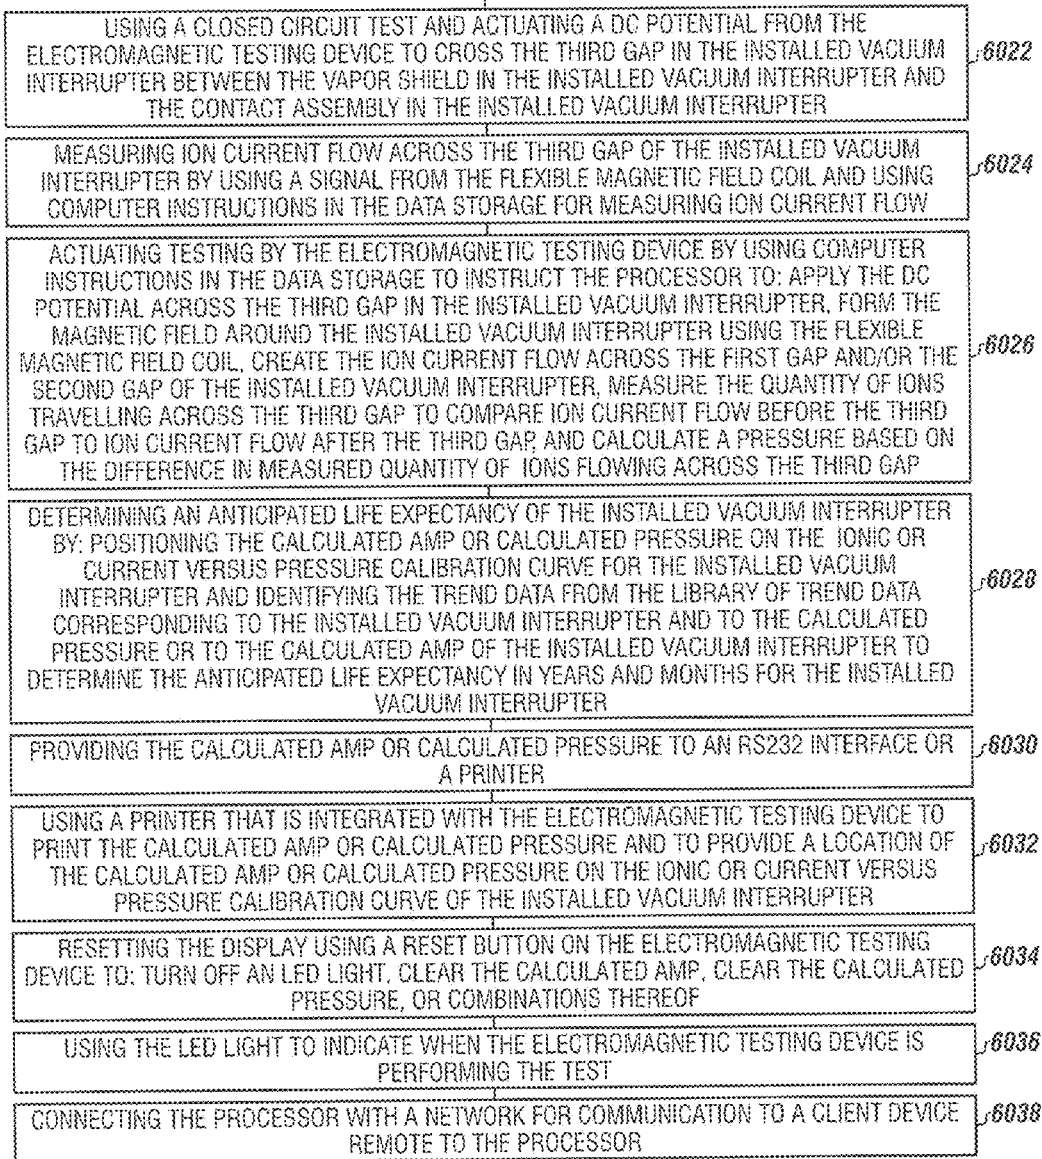 USING A CLOSED CIRCUIT TEST AND ACTUATING A DC POTENTIAL FROM THE
ELECTROMAGNETIC TESTING DEVICE TO CROSS THE THIRD GAP IN THE INSTALLED VACUUM
INTERRUPTER BETWEEN THE VAPOR SHIELD IN THE INSTALLED VACUUM INTERRUPTER AND
THE CONTACT ASSEMBLY IN THE INSTALLED VACUUM INTERRUPTER
6022
MEASURING ION CURRENT FLOW ACROSS THE THIRD GAP OF THE INSTALLED VACUUM
INTERRUPTER BY USING A SIGNAL FROM THE FLEXIBLE MAGNETIC FIELD COIL AND USING
COMPUTER INSTRUCTIONS IN THE DATA STORAGE FOR MEASURING ION CURRENT FLOW
6024
ACTUATING TESTING BY THE ELECTROMAGNETIC TESTING DEVICE BY USING COMPUTER
INSTRUCTIONS IN THE DATA STORAGE TO INSTRUCT THE PROCESSOR TO: APPLY THE DC
POTENTIAL ACROSS THE THIRD GAP IN THE INSTALLED VACUUM INTERRUPTER, FORM THE
MAGNETIC FIELD AROUND THE INSTALLED VACUUM INTERRUPTER USING THE FLEXIBLE
MAGNETIC FIELD COIL, CREATE THE ION CURRENT FLOW ACROSS THE FIRST GAP AND/OR THE
SECOND GAP OF THE INSTALLED VACUUM INTERRUPTER, MEASURE THE QUANTITY OF IONS
TRAVELLING ACROSS THE THIRD GAP TO COMPARE ION CURRENT FLOW BEFORE THE THIRD
GAP TO ION CURRENT FLOW AFTER THE THIRD GAP, AND CALCULATE A PRESSURE BASED ON
THE DIFFERENCE IN MEASURED QUANTITY OF IONS FLOWING ACROSS THE THIRD GAP
6026
DETERMINING AN ANTICIPATED LIFE EXPECTANCY OF THE INSTALLED VACUUM INTERRUPTER
BY: POSITIONING THE CALCULATED AMP OR CALCULATED PRESSURE ON THE IONIC OR
CURRENT VERSUS PRESSURE CALIBRATION CURVE FOR THE INSTALLED VACUUM
INTERRUPTER AND IDENTIFYING THE TREND DATA FROM THE LIBRARY OF TREND DATA
CORRESPONDING TO THE INSTALLED VACUUM INTERRUPTER AND TO THE CALCULATED
PRESSURE OR TO THE CALCULATED AMP OF THE INSTALLED VACUUM INTERRUPTER TO
DETERMINE THE ANTICIPATED LIFE EXPECTANCY IN YEARS AND MONTHS FOR THE INSTALLED
VACUUM INTERRUPTER
6028
PROVIDING THE CALCULATED AMP OR CALCULATED PRESSURE TO AN RS232 INTERFACE OR
A PRINTER
6030
USING A PRINTER THAT IS INTEGRATED WITH THE ELECTROMAGNETIC TESTING DEVICE TO
PRINT THE CALCULATED AMP OR CALCULATED PRESSURE AND TO PROVIDE A LOCATION OF
THE CALCULATED AMP OR CALCULATED PRESSURE ON THE IONIC OR CURRENT VERSUS
PRESSURE CALIBRATION CURVE OF THE INSTALLED VACUUM INTERRUPTER
6032
RESETTING THE DISPLAY USING A RESET BUTTON ON THE ELECTROMAGNETIC TESTING
DEVICE TO: TURN OFF AN LED LIGHT, CLEAR THE CALCULATED AMP, CLEAR THE CALCULATED
PRESSURE, OR COMBINATIONS THEREOF
6034
USING THE LED LIGHT TO INDICATE WHEN THE ELECTROMAGNETIC TESTING DEVICE IS
PERFORMING THE TEST
6036
CONNECTING THE PROCESSOR WITH A NETWORK FOR COMMUNICATION TO A CLIENT DEVICE
REMOTE TO THE PROCESSOR
6038